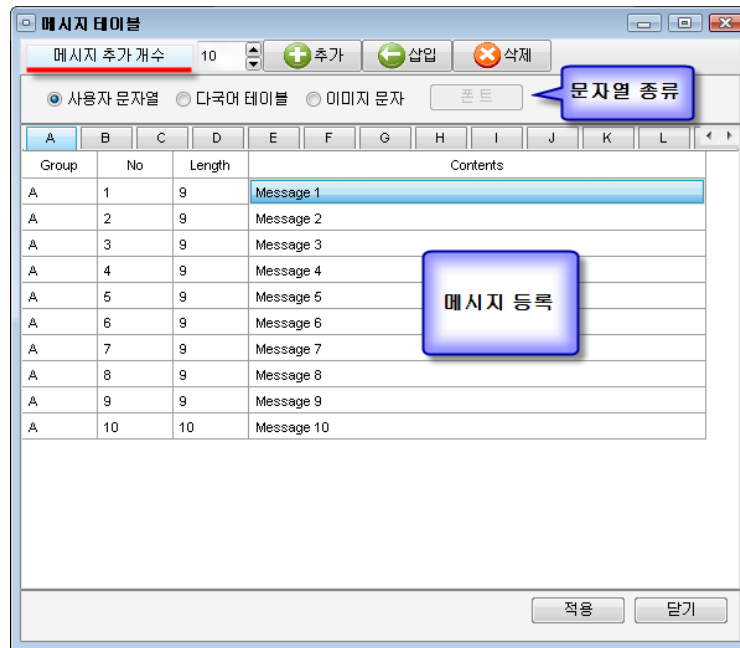 메시지 테이블
메시지 추가 개수 10 추가 삽입 삭제
사용자 문자열 다국어 테이블 이미지 문자 폰트 문자열 종류
A B C D E F G H I J K L
Group No Length Contents
A 1 9 Message 1
A 2 9 Message 2
A 3 9 Message 3
A 4 9 Message 4
A 5 9 Message 5
A 6 9 Message 6
A 7 9 Message 7
A 8 9 Message 8
A 9 9 Message 9
A 10 10 Message 10
메시지 등록
적용 닫기